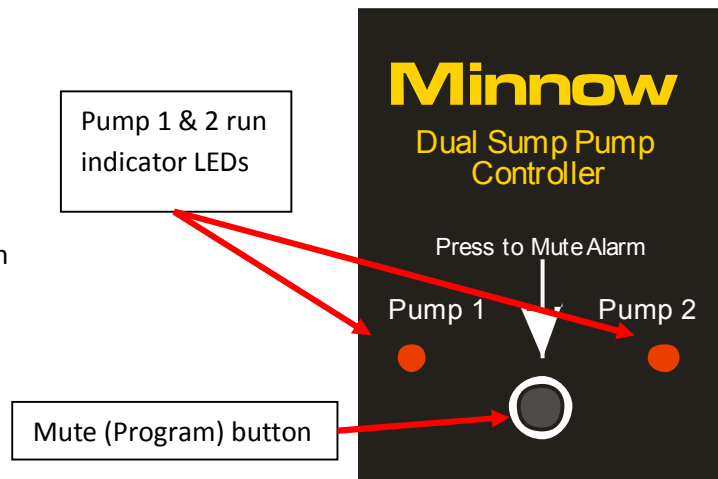 Minnow
Dual Sump Pump
Controller
Pump 1 & 2 run
indicator LEDs
Press to Mute Alarm
Pump 1
Pump 2
Mute (Program) button